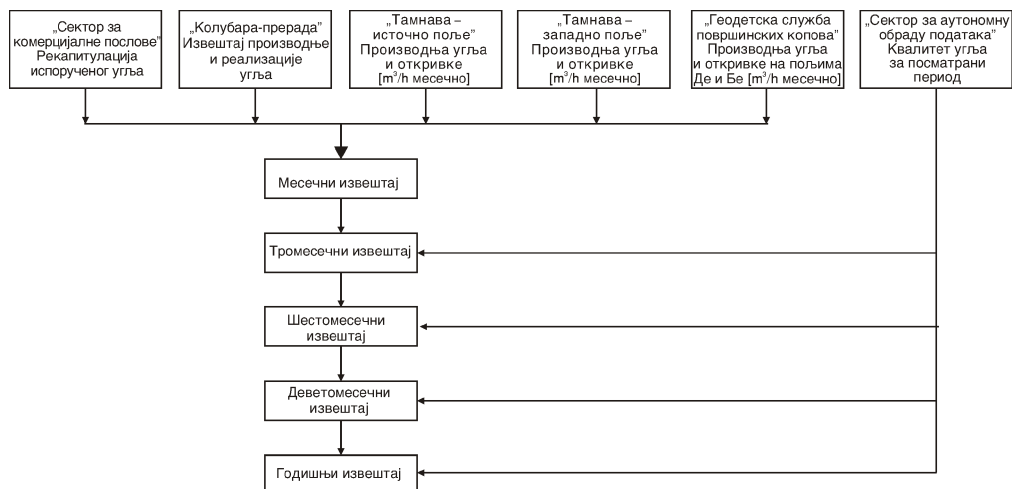 „Сектор за
комерцијалне послове”
Рекапитулација
испорученог угља
„Колубара-прерада”
Извештај производње
и реализације
угља
„Тамнава –
источно поље”
Производња угља
и откривке
[m³/h месечно]
„Тамнава –
западно поље”
Производња угља
и откривке
[m³/h месечно]
„Геодетска служба
површинских копова”
Производња угља
и откривке на пољима
Де и Бе [m³/h месечно]
„Сектор за аутономну
обраду података”
Квалитет угља
за посматрани
период
Месечни извештај
Тромесечни извештај
Шестомесечни
извештај
Деветомесечни
извештај
Годишњи извештај